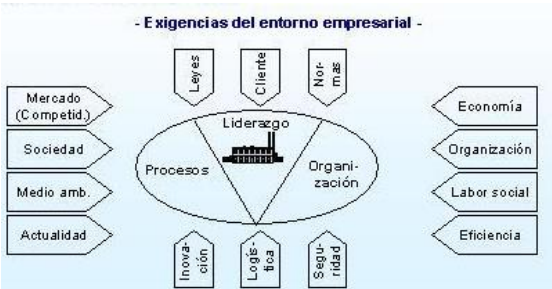 - Exigencias del entorno empresarial -
Leyes
Cliente
Nor-
mas
Mercado
(Competid.)
Sociedad
Medio amb.
Actualidad
Liderazgo
Procesos
Organi-
zación
Economía
Organización
Labor social
Eficiencia
Inova-
ción
Logís-
tica
Segu-
ridad